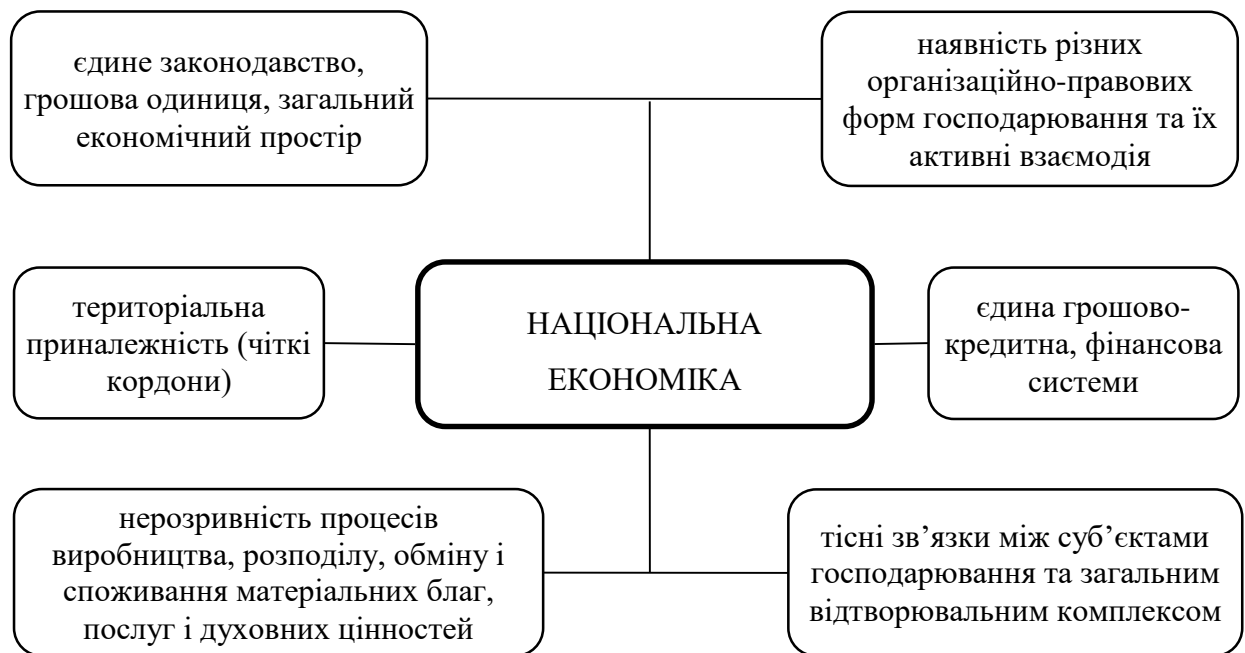 єдине законодавство,
грошова одиниця, загальний
економічний простір
наявність різних
організаційно-правових
форм господарювання та їх
активні взаємодія
територіальна
приналежність (чіткі
кордони)
НАЦІОНАЛЬНА
ЕКОНОМІКА
єдина грошово-
кредитна, фінансова
системи
нерозривність процесів
виробництва, розподілу, обміну і
споживання матеріальних благ,
послуг і духовних цінностей
тісні зв’язки між суб’єктами
господарювання та загальним
відтворювальним комплексом